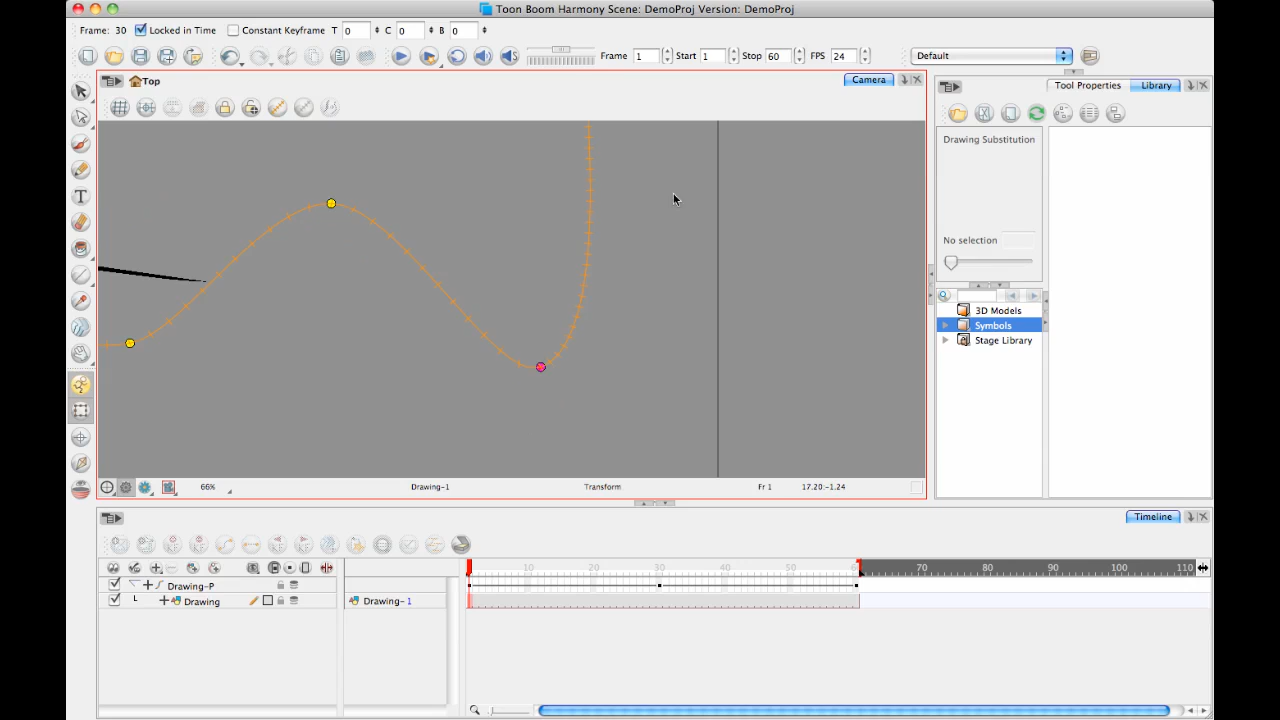 Toon Boom Harmony Scene: DemoProj Version: DemoProj
Frame: 30 Locked in Time Constant Keyframe T 0 C 0 B 0
Frame 1 Start 1 Stop 60 FPS 24 Default
Top Camera
Tool Properties Library
Drawing Substitution
No selection
3D Models
Symbols
Stage Library
66% Drawing-1 Transform Fr 1 17.20:-1.24
Timeline
10 20 30 40 50 60 70 80 90 100 110
Drawing-P
Drawing Drawing- 1